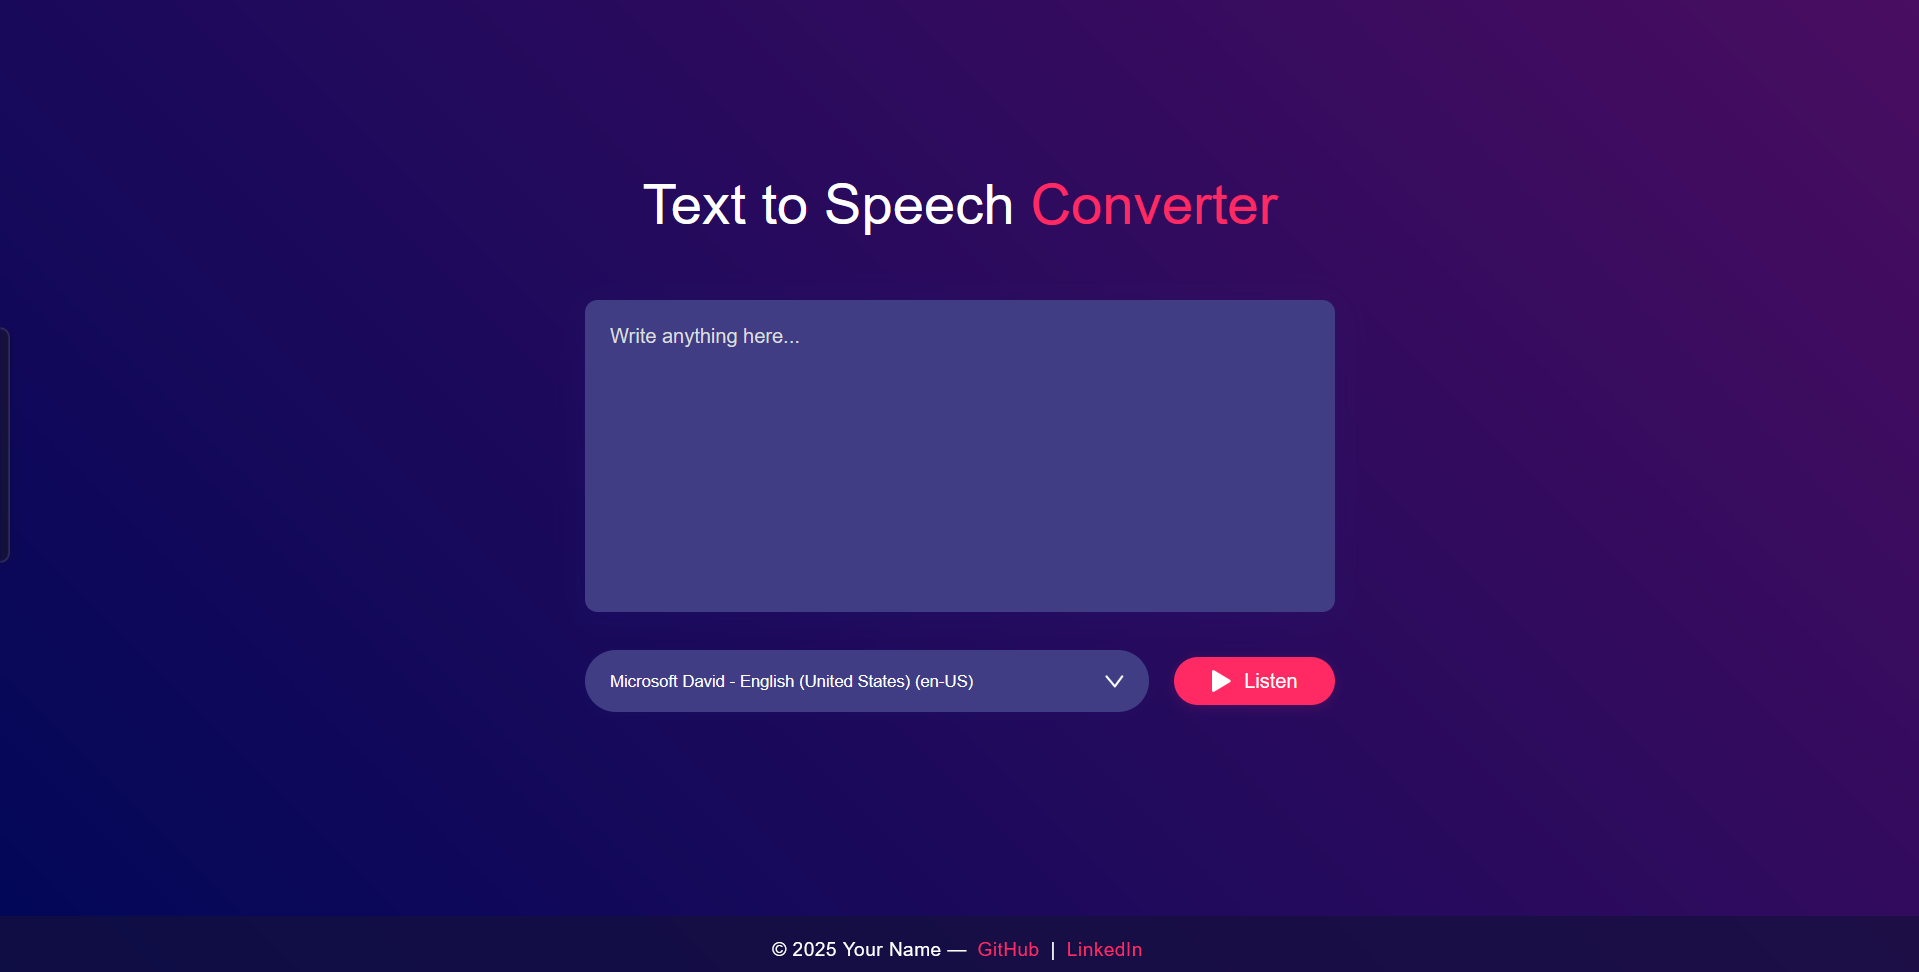 Text to Speech Converter
Write anything here...
Microsoft David - English (United States) (en-US)
Listen
© 2025 Your Name — GitHub | LinkedIn